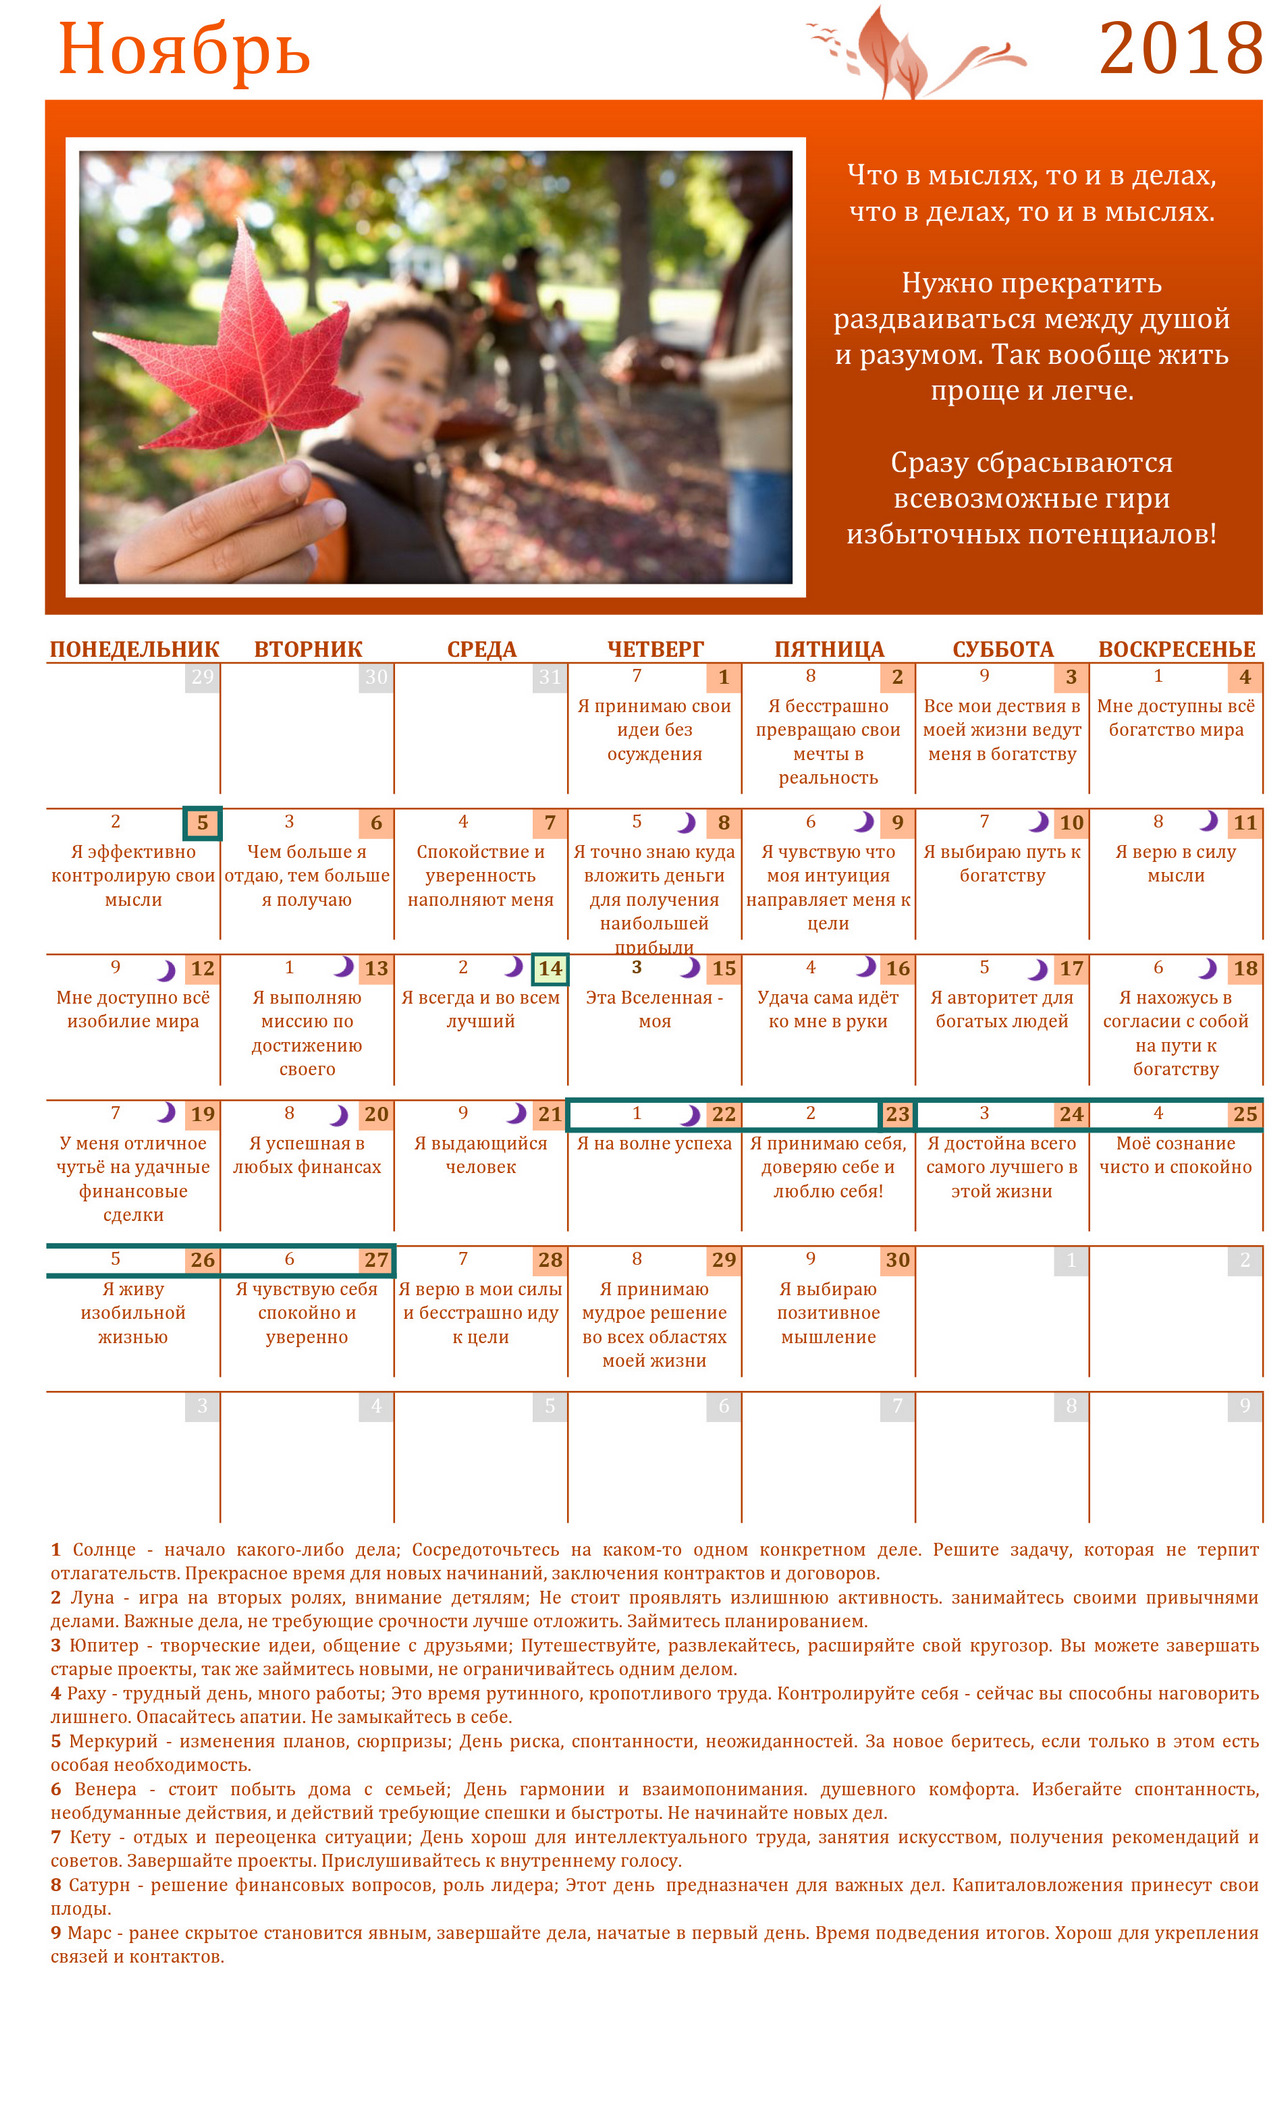 Ноябрь
2018
Что в мыслях, то и в делах,
что в делах, то и в мыслях.
Нужно прекратить
раздваиваться между душой
и разумом. Так вообще жить
проще и легче.
Сразу сбрасываются
всевозможные гири
избыточных потенциалов!
ПОНЕДЕЛЬНИК ВТОРНИК СРЕДА ЧЕТВЕРГ ПЯТНИЦА СУББОТА ВОСКРЕСЕНЬЕ
29
30
31
7 1
Я принимаю свои
идеи без
осуждения
8 2
Я бесстрашно
превращаю свои
мечты в
реальность
9 3
Все мои дествия в
моей жизни ведут
меня в богатству
1 4
Мне доступны всё
богатство мира
2 5
Я эффективно
контролирую свои
мысли
3 6
Чем больше я
отдаю, тем больше
я получаю
4 7
Спокойствие и
уверенность
наполняют меня
5 8
Я точно знаю куда
вложить деньги
для получения
наибольшей
прибыли
6 9
Я чувствую что
моя интуиция
направляет меня к
цели
7 10
Я выбираю путь к
богатству
8 11
Я верю в силу
мысли
9 12
Мне доступно всё
изобилие мира
1 13
Я выполняю
миссию по
достижению
своего
2 14
Я всегда и во всем
лучший
3 15
Эта Вселенная -
моя
4 16
Удача сама идёт
ко мне в руки
5 17
Я авторитет для
богатых людей
6 18
Я нахожусь в
согласии с собой
на пути к
богатству
7 19
У меня отличное
чутьё на удачные
финансовые
сделки
8 20
Я успешная в
любых финансах
9 21
Я выдающийся
человек
1 22
Я на волне успеха
2 23
Я принимаю себя,
доверяю себе и
люблю себя!
3 24
Я достойна всего
самого лучшего в
этой жизни
4 25
Моё сознание
чисто и спокойно
5 26
Я живу
изобильной
жизнью
6 27
Я чувствую себя
спокойно и
уверенно
7 28
Я верю в мои силы
и бесстрашно иду
к цели
8 29
Я принимаю
мудрое решение
во всех областях
моей жизни
9 30
Я выбираю
позитивное
мышление
1
2
3
4
5
6
7
8
9
1 Солнце - начало какого-либо дела; Сосредоточьтесь на каком-то одном конкретном деле. Решите задачу, которая не терпит
отлагательств. Прекрасное время для новых начинаний, заключения контрактов и договоров.
2 Луна - игра на вторых ролях, внимание детялям; Не стоит проявлять излишнюю активность. занимайтесь своими привычнями
делами. Важные дела, не требующие срочности лучше отложить. Займитесь планированием.
3 Юпитер - творческие идеи, общение с друзьями; Путешествуйте, развлекайтесь, расширяйте свой кругозор. Вы можете завершать
старые проекты, так же займитесь новыми, не ограничивайтесь одним делом.
4 Раху - трудный день, много работы; Это время рутинного, кропотливого труда. Контролируйте себя - сейчас вы способны наговорить
лишнего. Опасайтесь апатии. Не замыкайтесь в себе.
5 Меркурий - изменения планов, сюрпризы; День риска, спонтанности, неожиданностей. За новое беритесь, если только в этом есть
особая необходимость.
6 Венера - стоит побыть дома с семьей; День гармонии и взаимопонимания. душевного комфорта. Избегайте спонтанность,
необдуманные действия, и действий требующие спешки и быстроты. Не начинайте новых дел.
7 Кету - отдых и переоценка ситуации; День хорош для интеллектуального труда, занятия искусством, получения рекомендаций и
советов. Завершайте проекты. Прислушивайтесь к внутреннему голосу.
8 Сатурн - решение финансовых вопросов, роль лидера; Этот день предназначен для важных дел. Капиталовложения принесут свои
плоды.
9 Марс - ранее скрытое становится явным, завершайте дела, начатые в первый день. Время подведения итогов. Хорош для укрепления
связей и контактов.